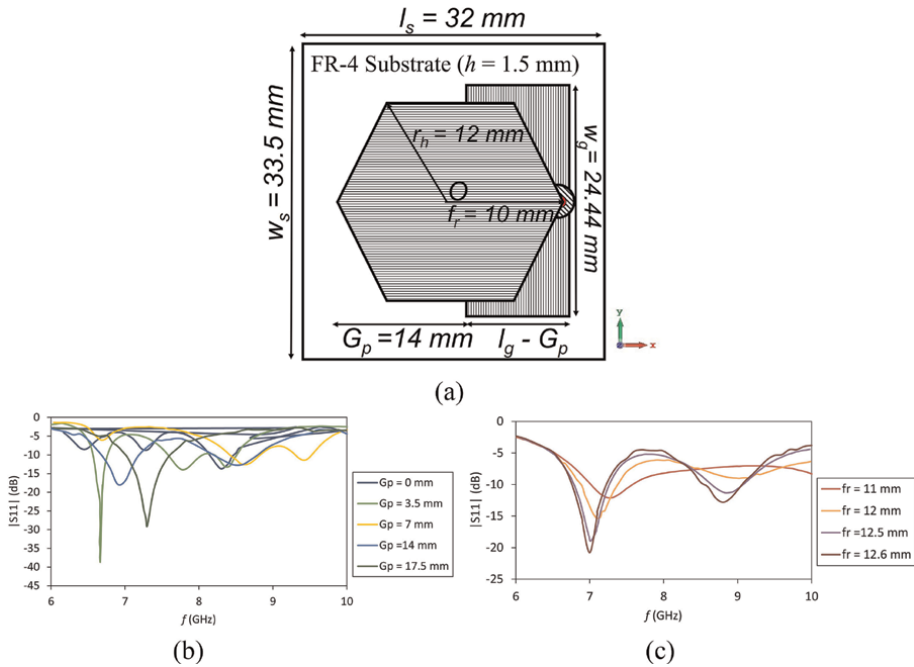 l_s = 32 mm
FR-4 Substrate (h = 1.5 mm)
w_s = 33.5 mm
r_h = 12 mm
O
f_r = 10 mm
w_g = 24.44 mm
G_p =14 mm
l_g - G_p
y
x
(a)
0
-5
-10
-15
-20
-25
-30
-35
-40
-45
|S11| (dB)
6 7 8 9 10
f (GHz)
Gp = 0 mm
Gp = 3.5 mm
Gp = 7 mm
Gp =14 mm
Gp = 17.5 mm
(b)
0
-5
-10
-15
-20
-25
|S11| (dB)
6 7 8 9 10
f (GHz)
fr = 11 mm
fr = 12 mm
fr =12.5 mm
fr = 12.6 mm
(c)